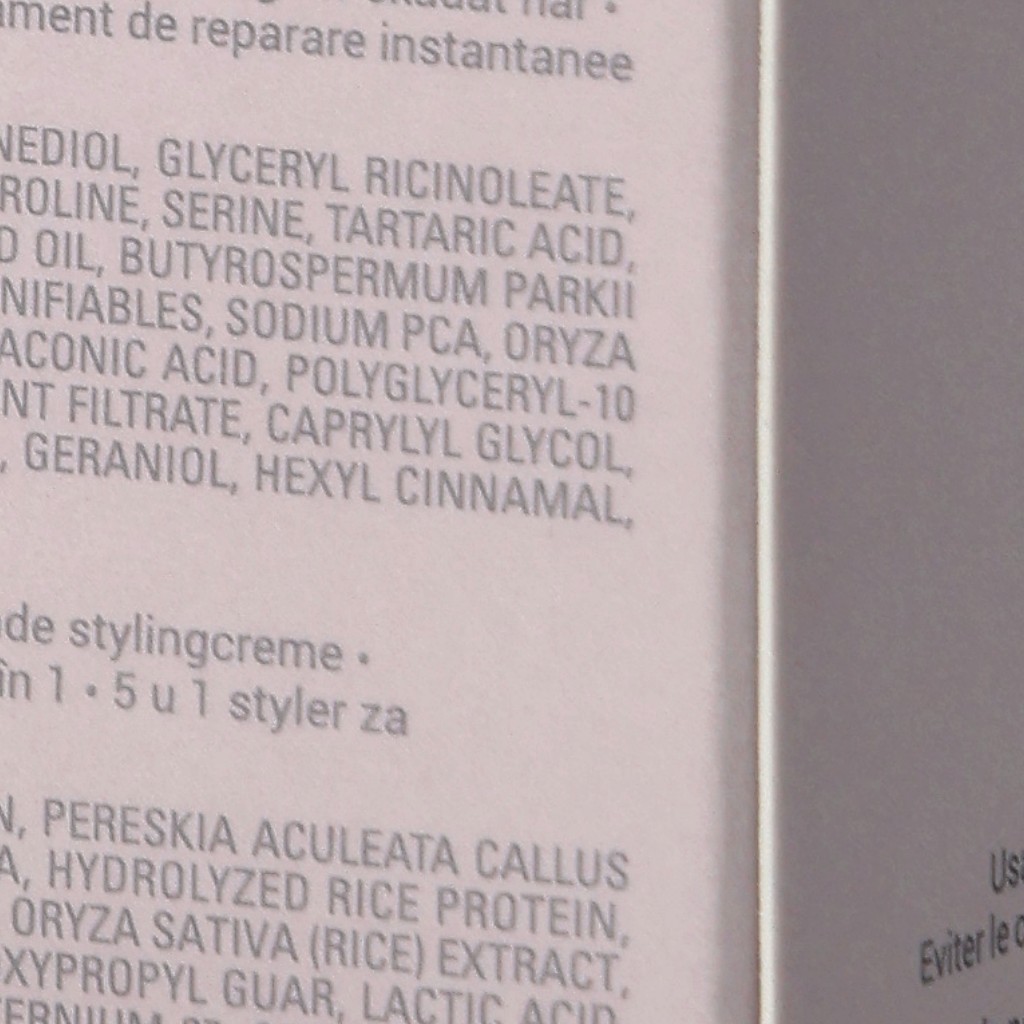 ment de reparare instantanee
NEDIOL, GLYCERYL RICINOLEATE,
ROLINE, SERINE, TARTARIC ACID,
D OIL, BUTYROSPERMUM PARKII
NIFIABLES, SODIUM PCA, ORYZA
ACONIC ACID, POLYGLYCERYL-10
NT FILTRATE, CAPRYLYL GLYCOL,
, GERANIOL, HEXYL CINNAMAL,
de stylingcreme •
în 1 • 5 u 1 styler za
N, PERESKIA ACULEATA CALLUS
A, HYDROLYZED RICE PROTEIN,
ORYZA SATIVA (RICE) EXTRACT,
OXYPROPYL GUAR, LACTIC ACID,
Eviter le